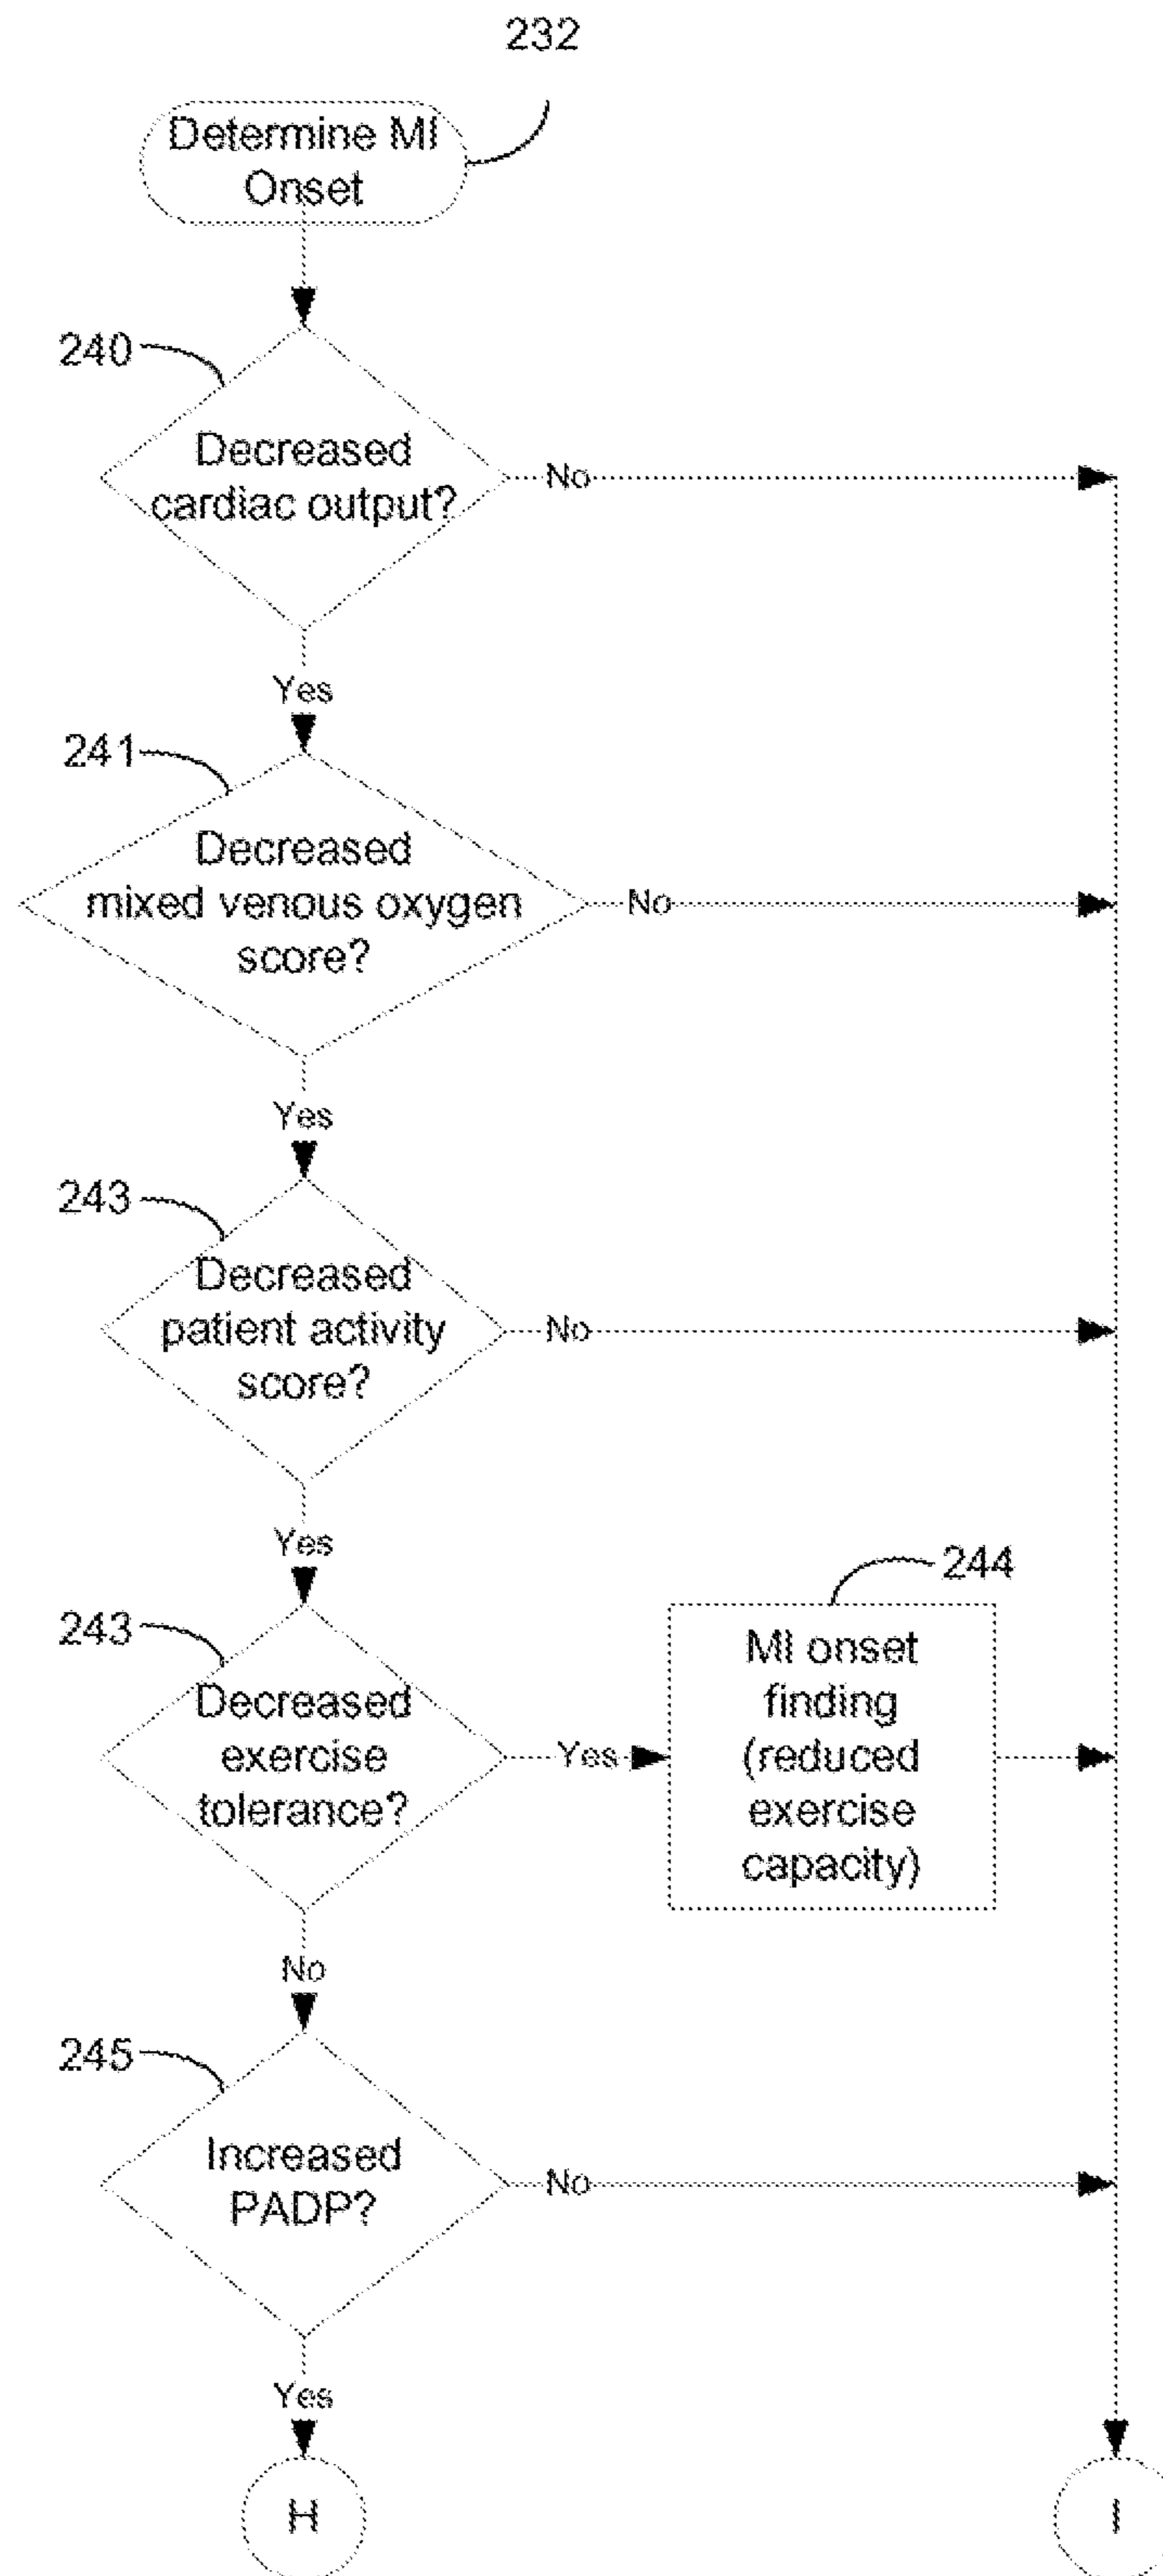 232
Determine MI
Onset
240
Decreased
cardiac output?
No
Yes
241
Decreased
mixed venous oxygen
score?
No
Yes
243
Decreased
patient activity
score?
No
Yes
243
Decreased
exercise
tolerance?
Yes
244
MI onset
finding
(reduced
exercise
capacity)
No
245
Increased
PADP?
No
Yes
H
I